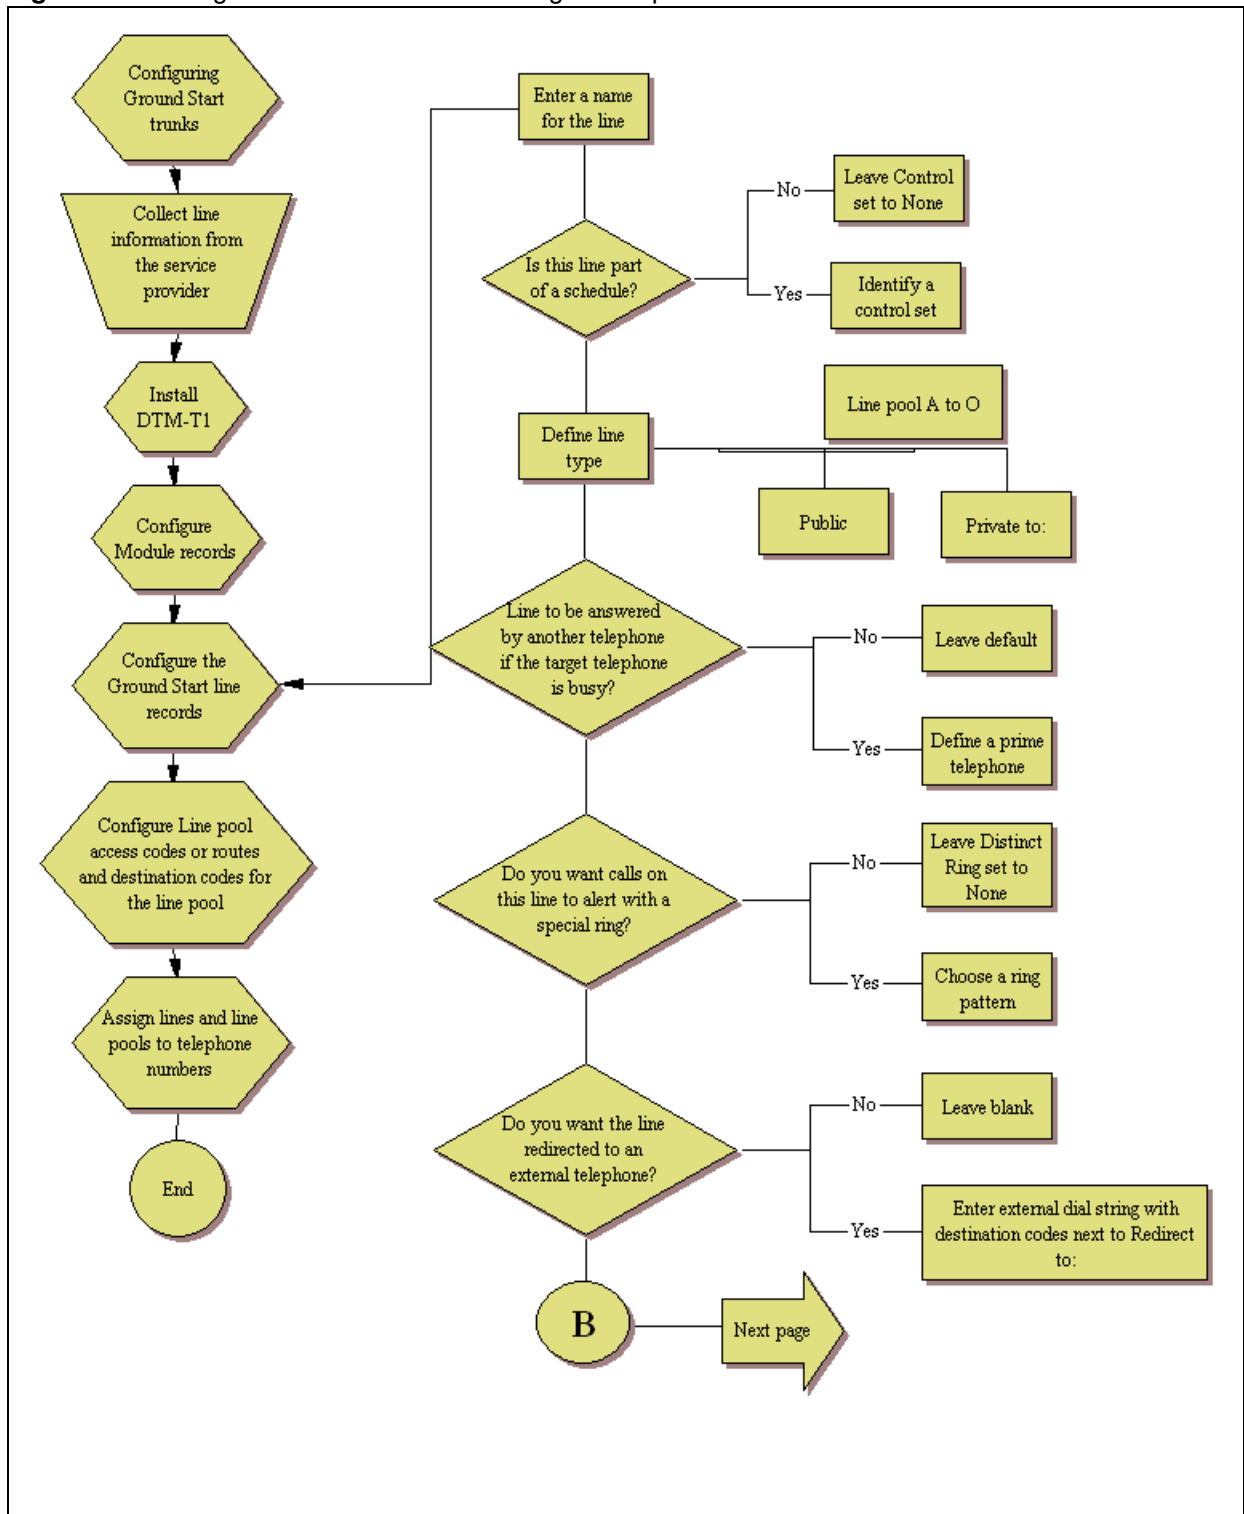 Configuring
Ground Start
trunks
Collect line
information from
the service
provider
Install
DTM-T1
Configure
Module records
Configure the
Ground Start line
records
Configure Line pool
access codes or routes
and destination codes for
the line pool
Assign lines and line
pools to telephone
numbers
End
Enter a name
for the line
Is this line part
of a schedule?
No
Leave Control
set to None
Yes
Identify a
control set
Define line
type
Line pool A to O
Public
Private to:
Line to be answered
by another telephone
if the target telephone
is busy?
No
Leave default
Yes
Define a prime
telephone
Do you want calls on
this line to alert with a
special ring?
No
Leave Distinct
Ring set to
None
Yes
Choose a ring
pattern
Do you want the line
redirected to an
external telephone?
No
Leave blank
Yes
Enter external dial string with
destination codes next to Redirect
to:
B
Next page